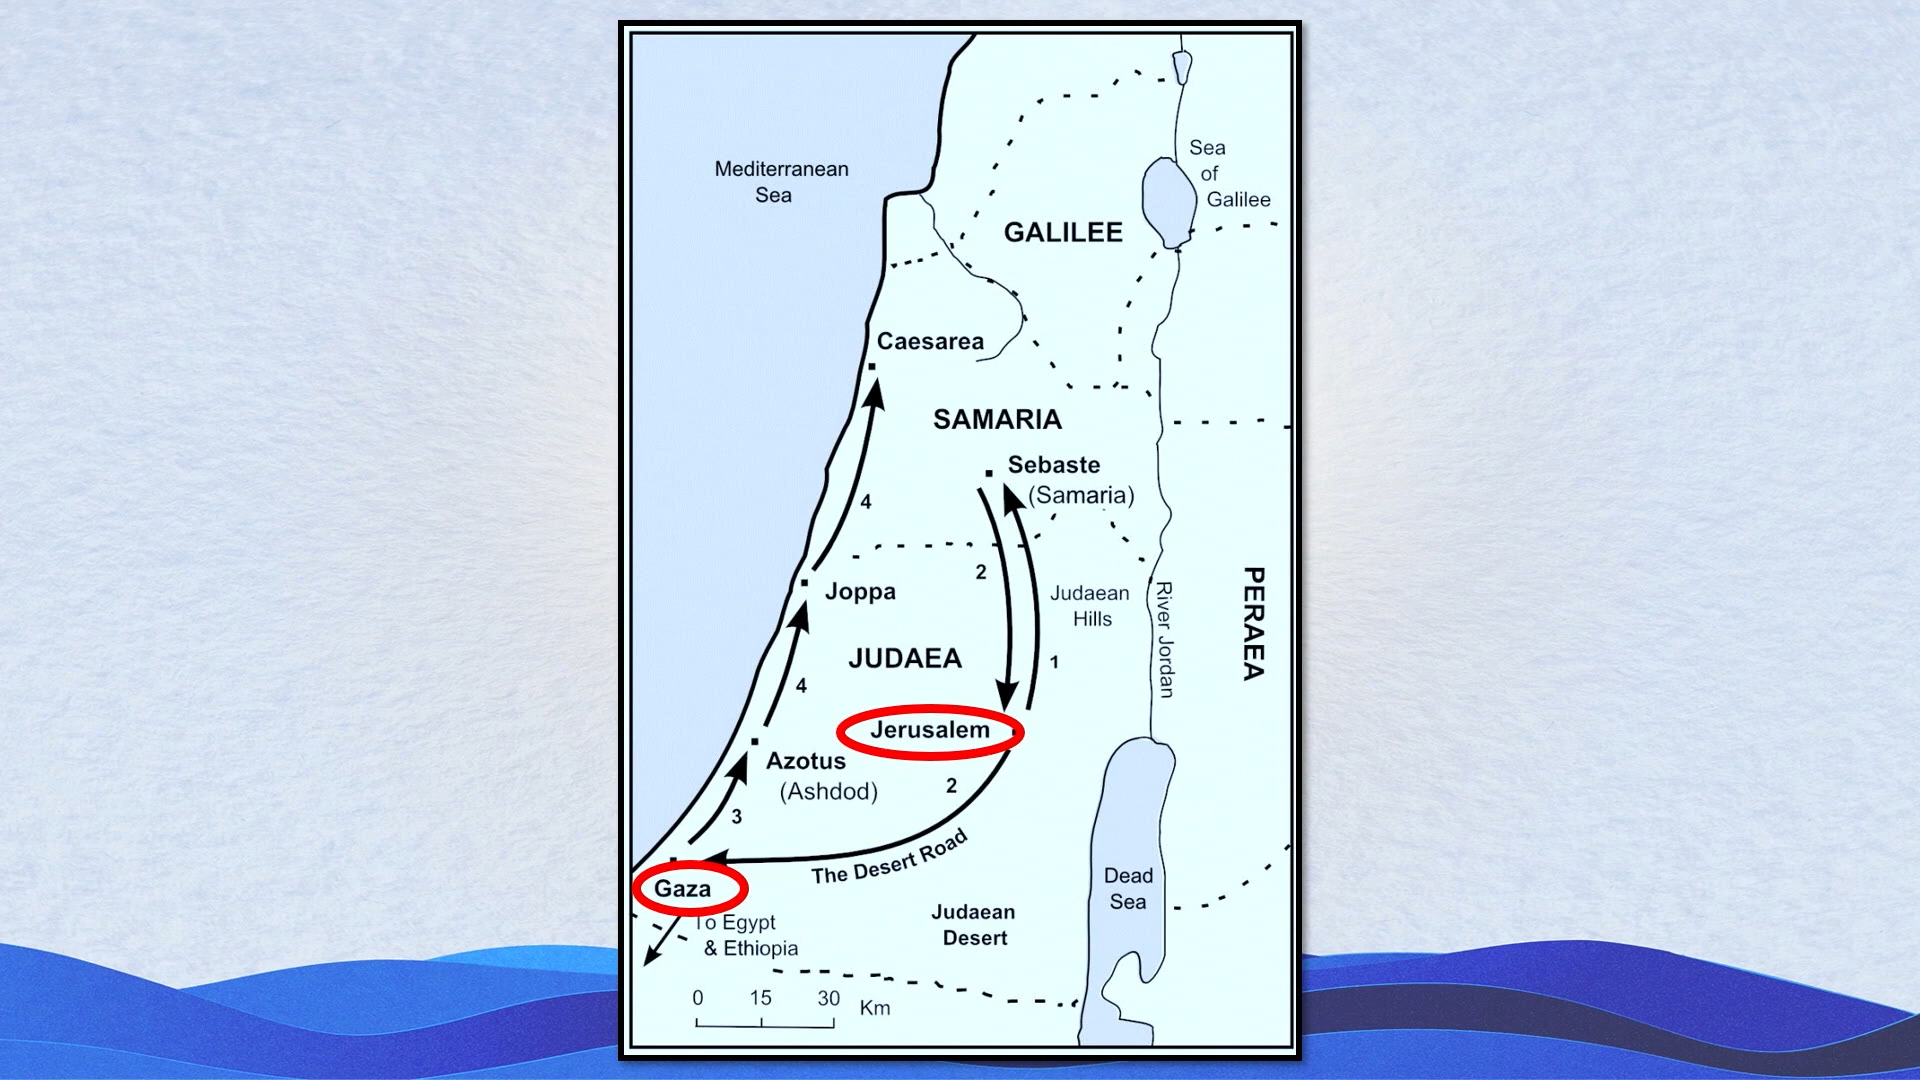 Mediterranean
Sea
Sea
of
Galilee
GALILEE
Caesarea
SAMARIA
Sebaste
(Samaria)
4
2
Joppa
Judaean
Hills
River Jordan
PERAEA
JUDAEA
1
4
Jerusalem
Azotus
(Ashdod)
2
3
The Desert Road
Gaza
Dead
Sea
To Egypt
& Ethiopia
Judaean
Desert
0 15 30 Km